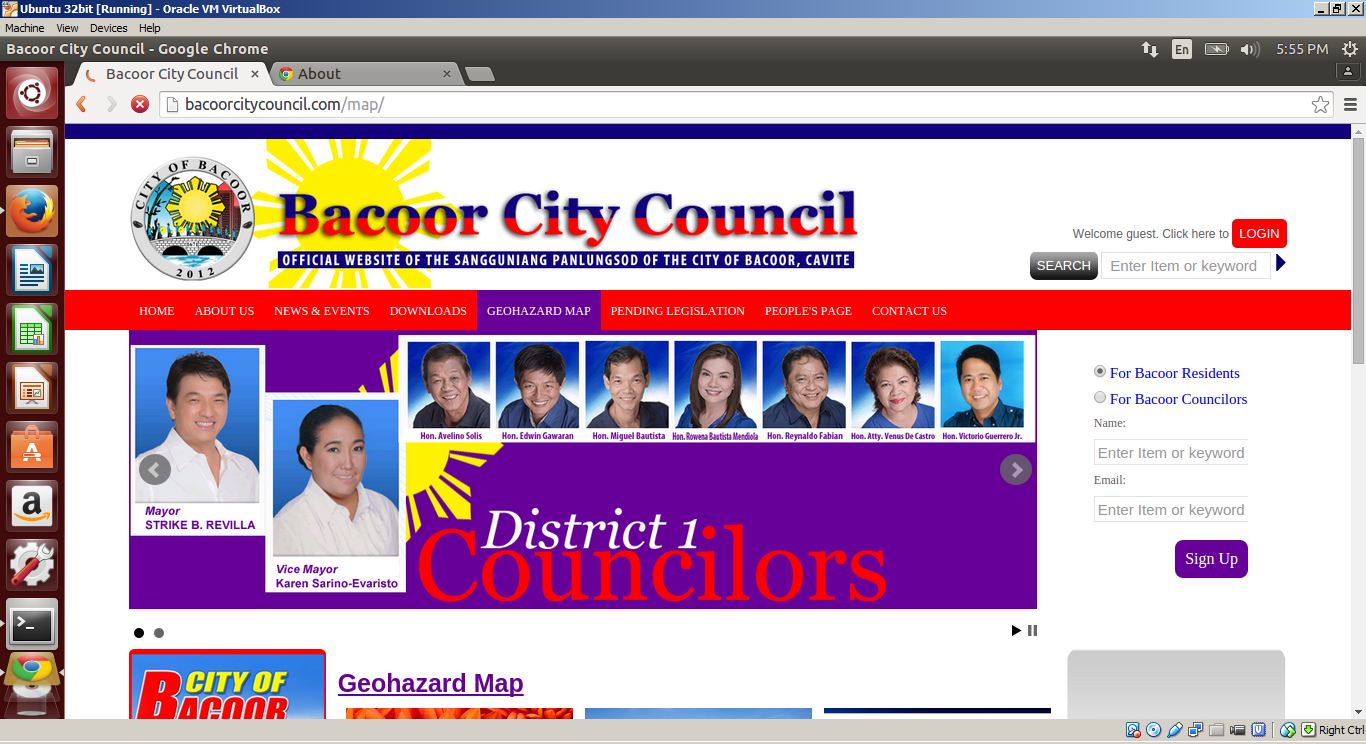 Ubuntu 32bit [Running] - Oracle VM VirtualBox
Machine View Devices Help
Bacoor City Council - Google Chrome
En
5:55 PM
Bacoor City Council
About
bacoorcitycouncil.com/map/
CITY OF BACOOR
2012
Bacoor City Council
OFFICIAL WEBSITE OF THE SANGGUNIANG PANLUNGSOD OF THE CITY OF BACOOR, CAVITE
Welcome guest. Click here to LOGIN
SEARCH Enter Item or keyword
HOME ABOUT US NEWS & EVENTS DOWNLOADS GEOHAZARD MAP PENDING LEGISLATION PEOPLE'S PAGE CONTACT US
Hon. Avelino Solis Hon. Edwin Gawaran Hon. Miguel Bautista Hon. Rowena Bautista Mendiola Hon. Reynaldo Fabian Hon. Atty. Venus De Castro Hon. Victorio Guerrero Jr.
Mayor
STRIKE B. REVILLA
Vice Mayor
Karen Sarino-Evaristo
District 1
Councilors
For Bacoor Residents
For Bacoor Councilors
Name:
Enter Item or keyword
Email:
Enter Item or keyword
Sign Up
CITY OF
BACOOR
Geohazard Map
Right Ctrl